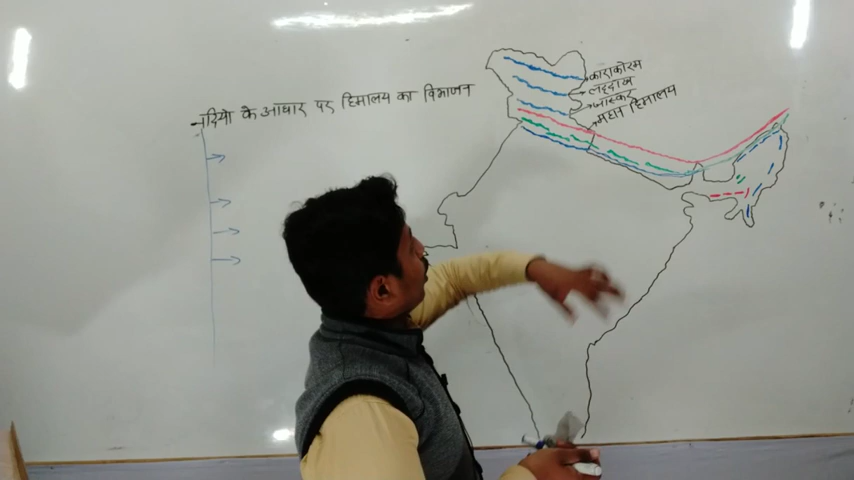 नदियो के आधार पर हिमालय का विभाजन
काराकोरम
लद्दाख
जास्कर
महान हिमालय